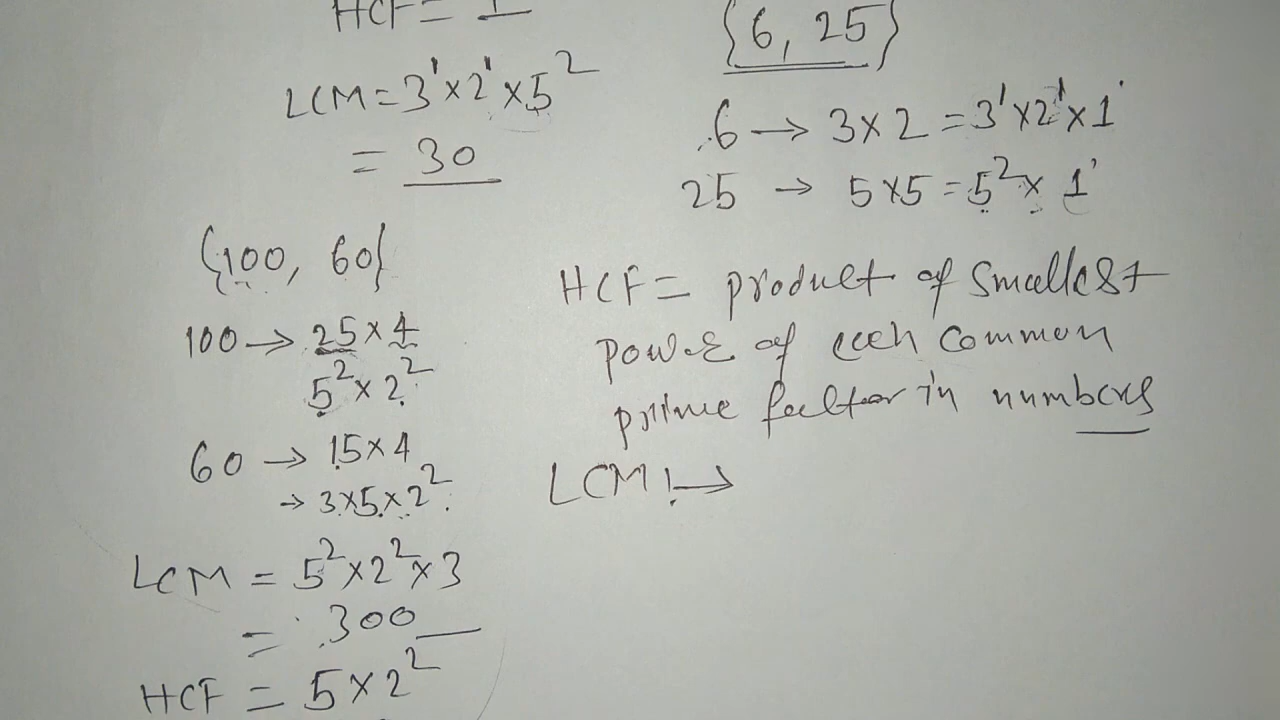 HCF = 1
LCM = 3¹ × 2¹ × 5²
= 30
{6, 25}
6 → 3 × 2 = 3¹ × 2¹ × 1
25 → 5 × 5 = 5² × 1
{100, 60}
100 → 25 × 4
5² × 2²
60 → 15 × 4
→ 3 × 5 × 2²
LCM = 5² × 2² × 3
= 300
HCF = 5 × 2²
HCF = product of smallest
power of each common
prime factor in numbers
LCM →